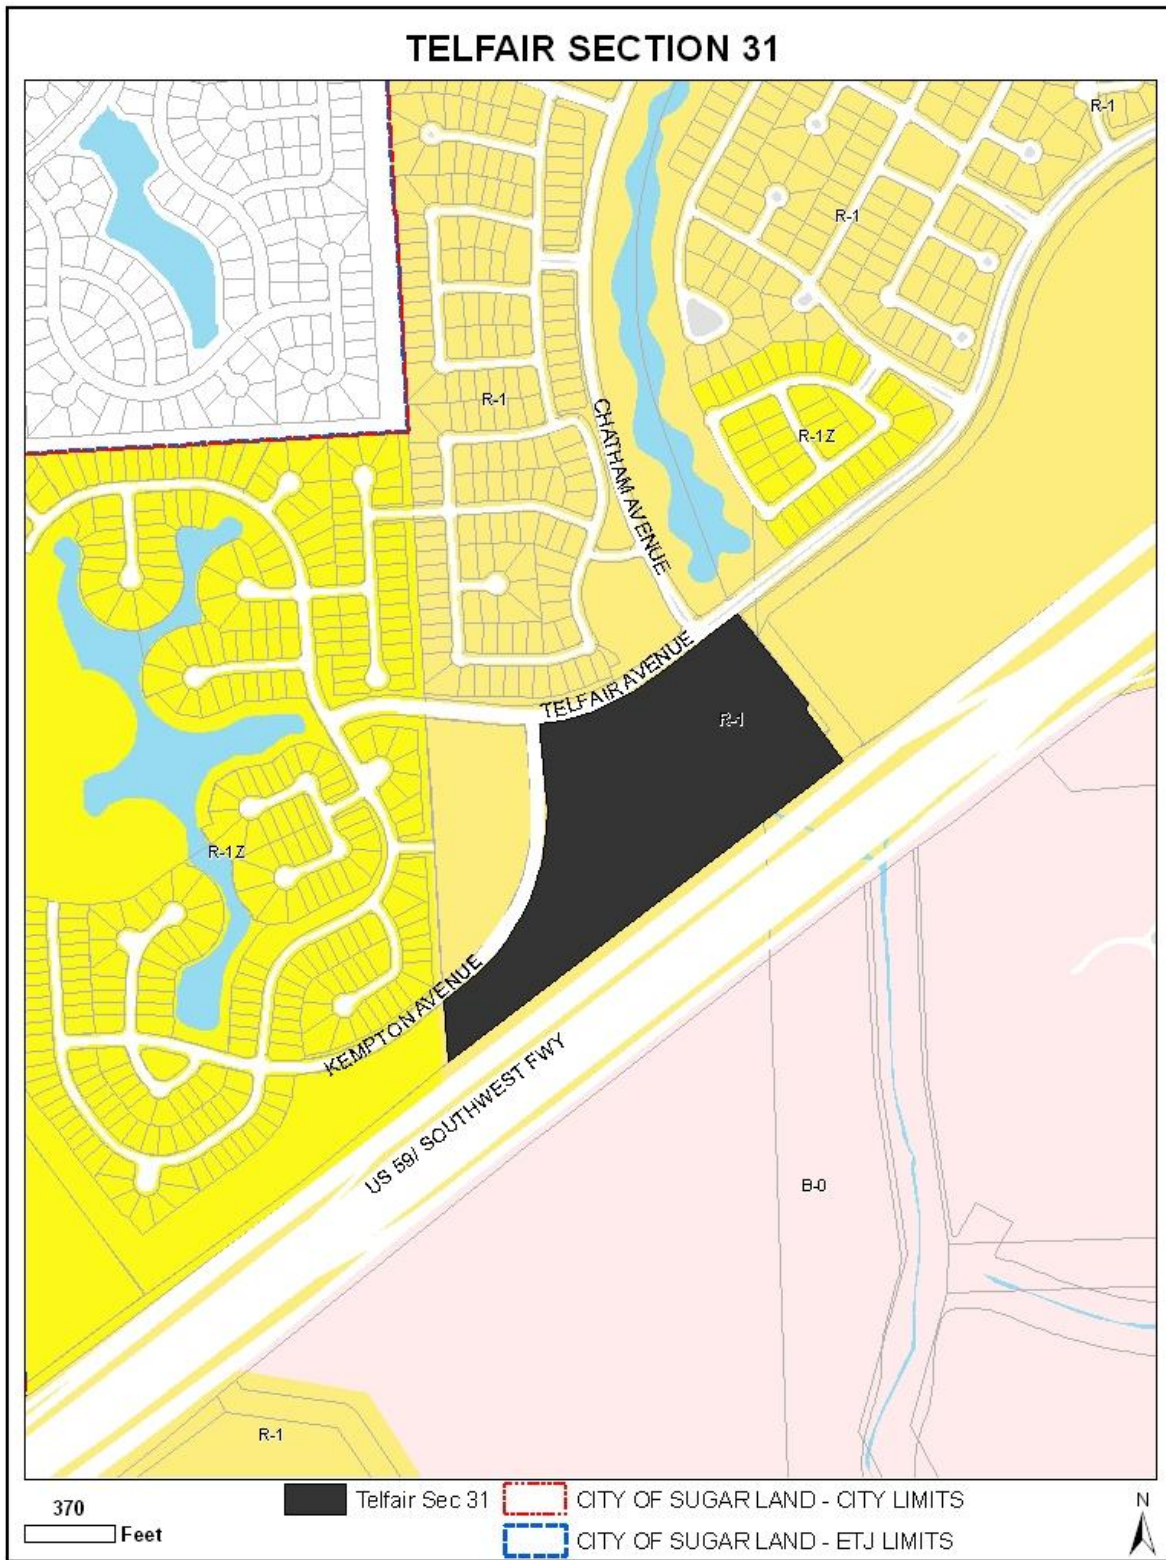 TELFAIR SECTION 31
R-1
R-1
R-1
CHATHAM AVENUE
R-1Z
TELFAIR AVENUE
R-1
R-1Z
KEMPTON AVENUE
US 59/ SOUTHWEST FWY
B-0
R-1
370
Feet
Telfair Sec 31
CITY OF SUGAR LAND - CITY LIMITS
CITY OF SUGAR LAND - ETJ LIMITS
N